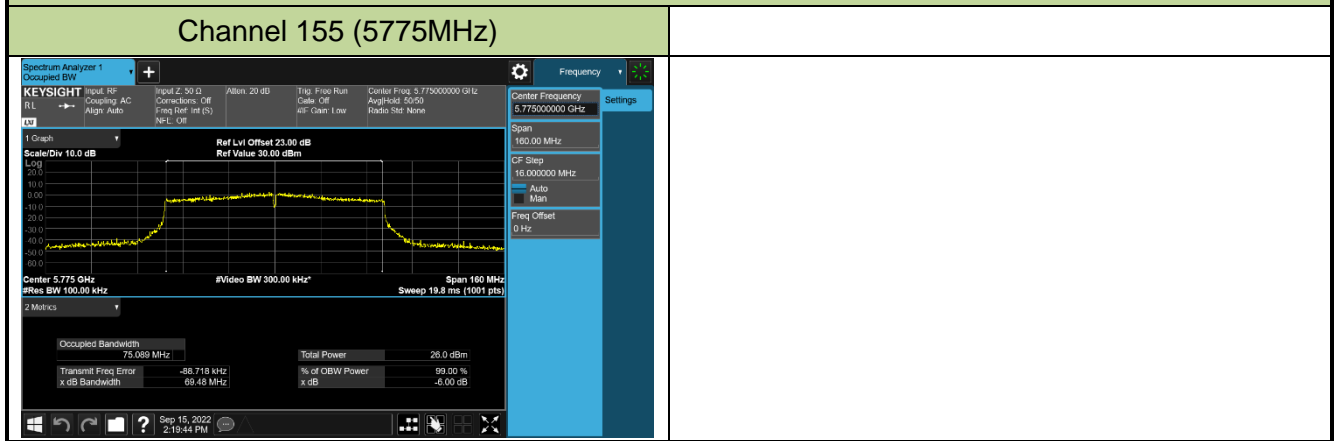 Channel 155 (5775MHz)
Spectrum Analyzer 1
Occupied BW
+
Frequency
KEYSIGHT
RL
LXI
Input: RF
Coupling: AC
Align: Auto
Input Z: 50 Ω
Corrections: Off
Freq Ref: Int (S)
NFE: Off
Atten: 20 dB
Trig: Free Run
Gate: Off
#IF Gain: Low
Center Freq: 5.775000000 GHz
Avg|Hold: 50/50
Radio Std: None
Center Frequency
5.775000000 GHz
Settings
Span
160.00 MHz
CF Step
16.000000 MHz
Auto
Man
Freq Offset
0 Hz
1 Graph
Scale/Div 10.0 dB
Ref Lvl Offset 23.00 dB
Ref Value 30.00 dBm
Log
20.0
10.0
0.00
-10.0
-20.0
-30.0
-40.0
-50.0
-60.0
Center 5.775 GHz
#Res BW 100.00 kHz
#Video BW 300.00 kHz*
Span 160 MHz
Sweep 19.8 ms (1001 pts)
2 Metrics
Occupied Bandwidth
75.089 MHz
Total Power 26.0 dBm
Transmit Freq Error -88.718 kHz
% of OBW Power 99.00 %
x dB Bandwidth 69.48 MHz
x dB -6.00 dB
?
Sep 15, 2022
2:19:44 PM